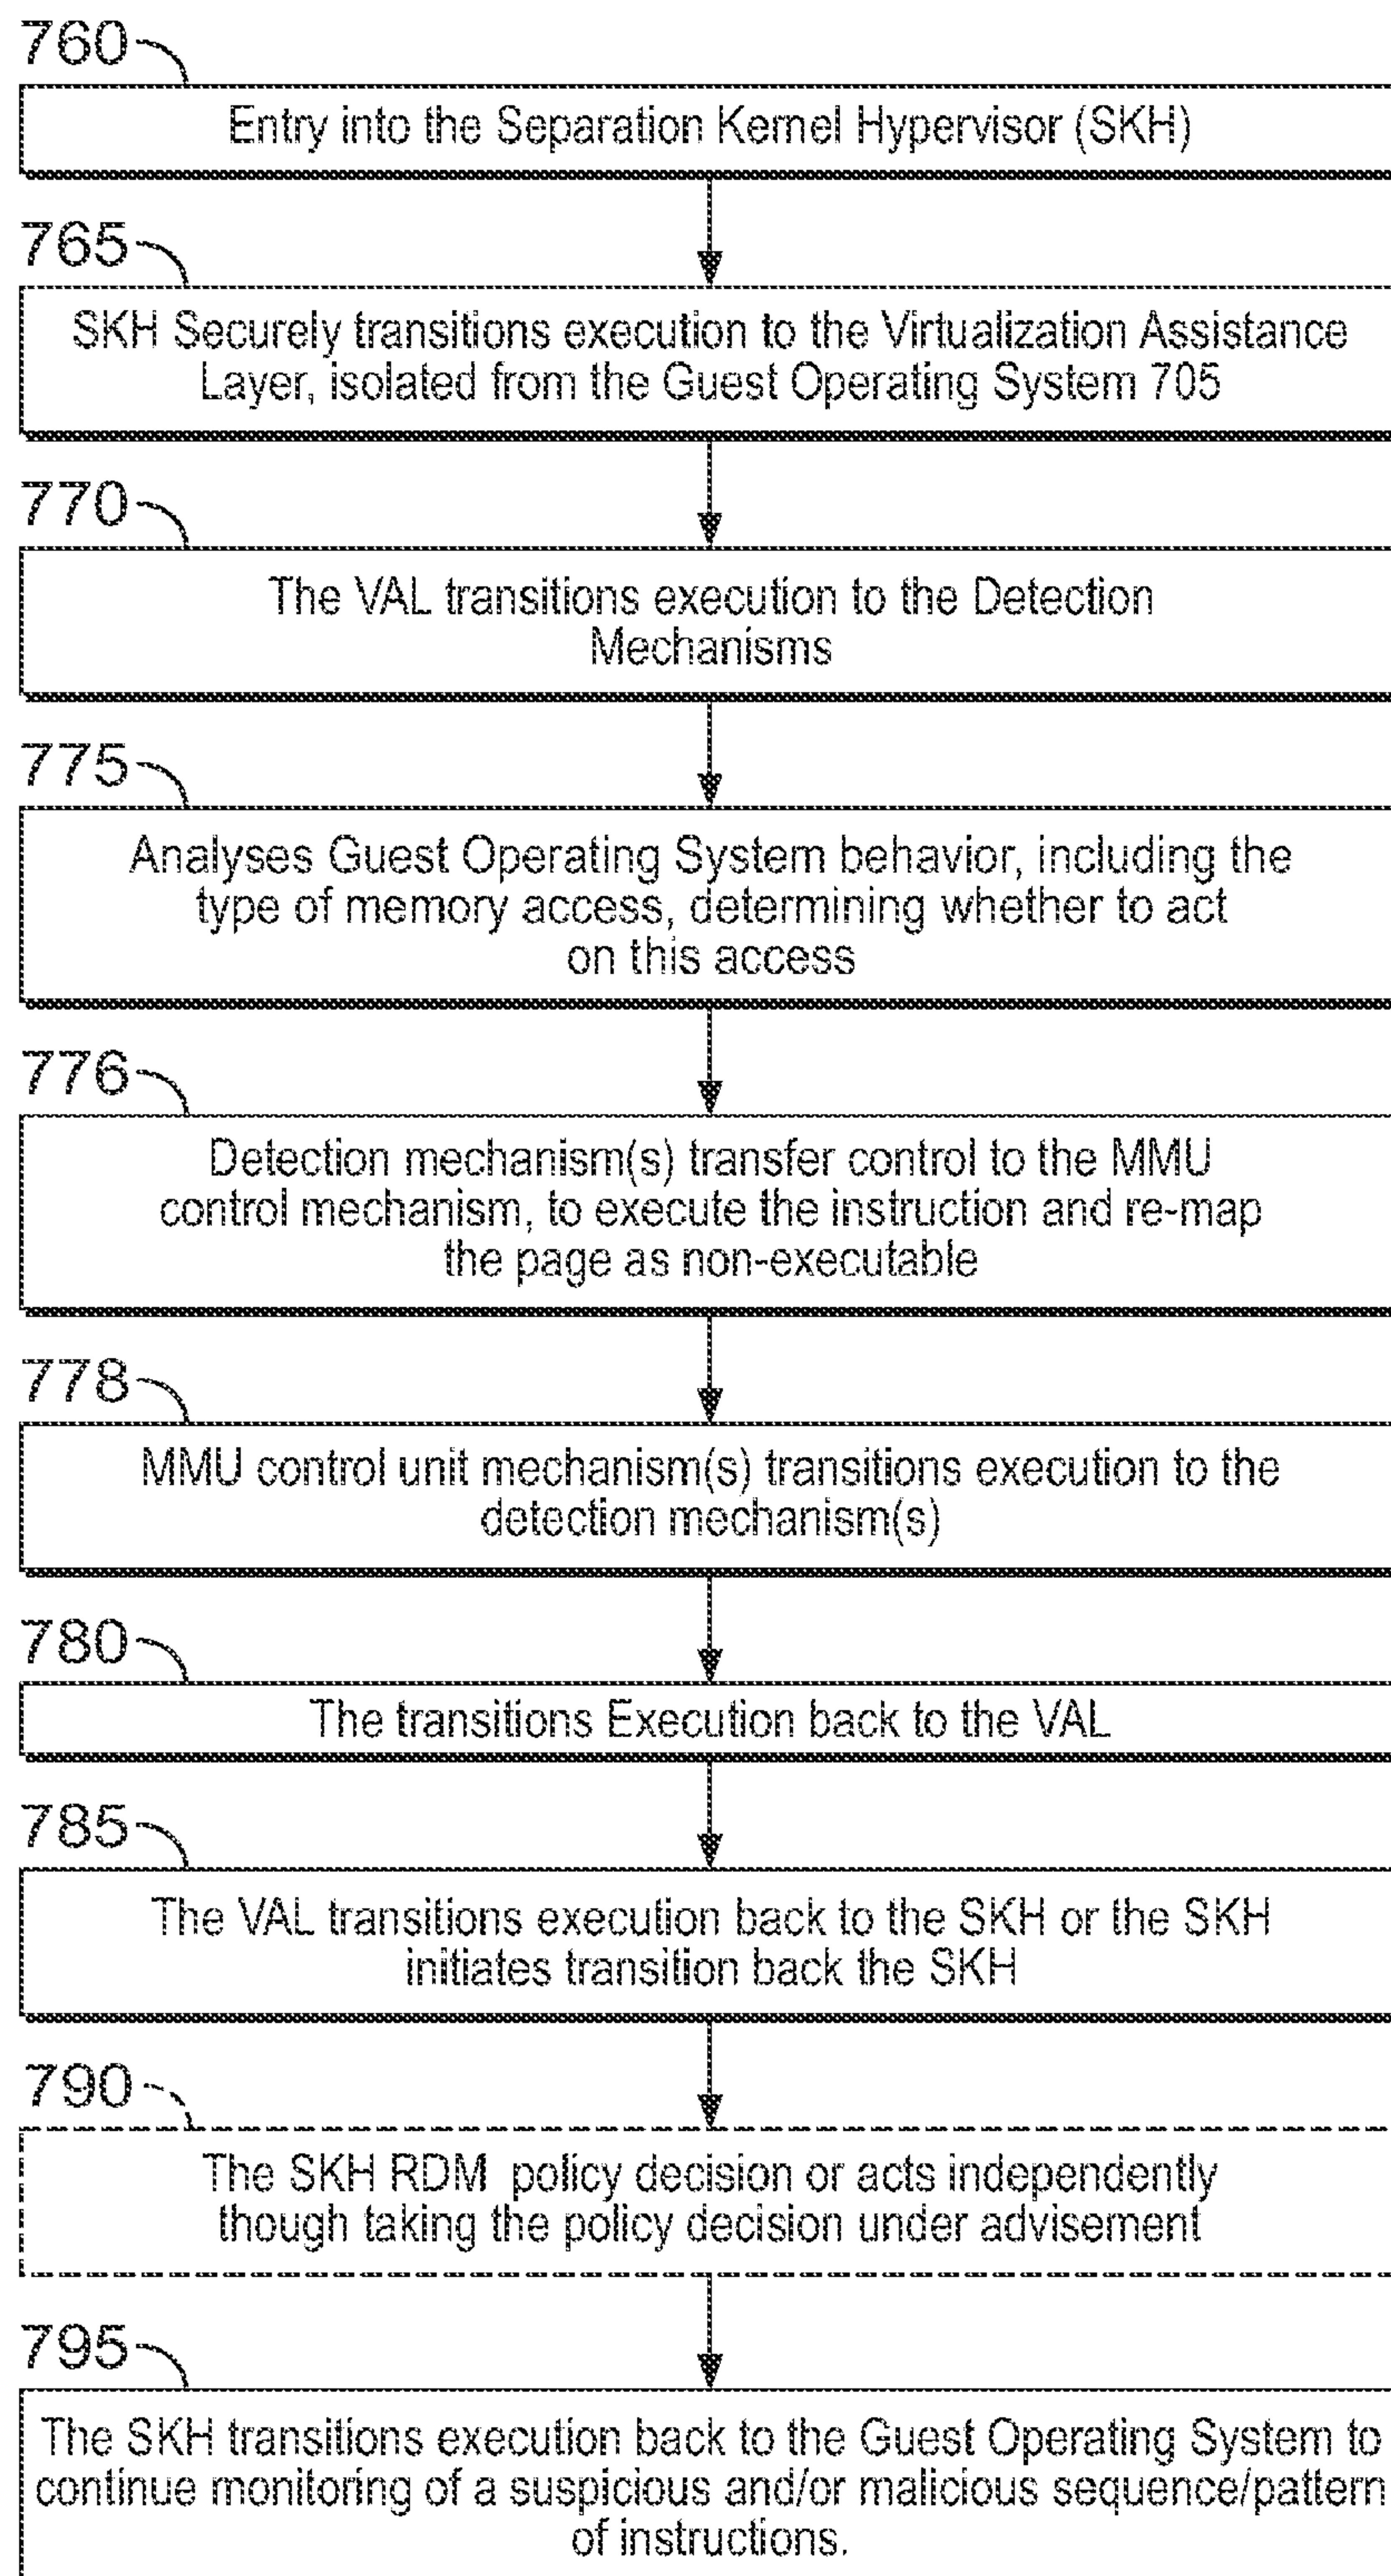 760
Entry into the Separation Kernel Hypervisor (SKH)
765
SKH Securely transitions execution to the Virtualization Assistance
Layer, isolated from the Guest Operating System 705
770
The VAL transitions execution to the Detection
Mechanisms
775
Analyses Guest Operating System behavior, including the
type of memory access, determining whether to act
on this access
776
Detection mechanism(s) transfer control to the MMU
control mechanism, to execute the instruction and re-map
the page as non-executable
778
MMU control unit mechanism(s) transitions execution to the
detection mechanism(s)
780
The transitions Execution back to the VAL
785
The VAL transitions execution back to the SKH or the SKH
initiates transition back the SKH
790
The SKH RDM policy decision or acts independently
though taking the policy decision under advisement
795
The SKH transitions execution back to the Guest Operating System to
continue monitoring of a suspicious and/or malicious sequence/pattern
of instructions.